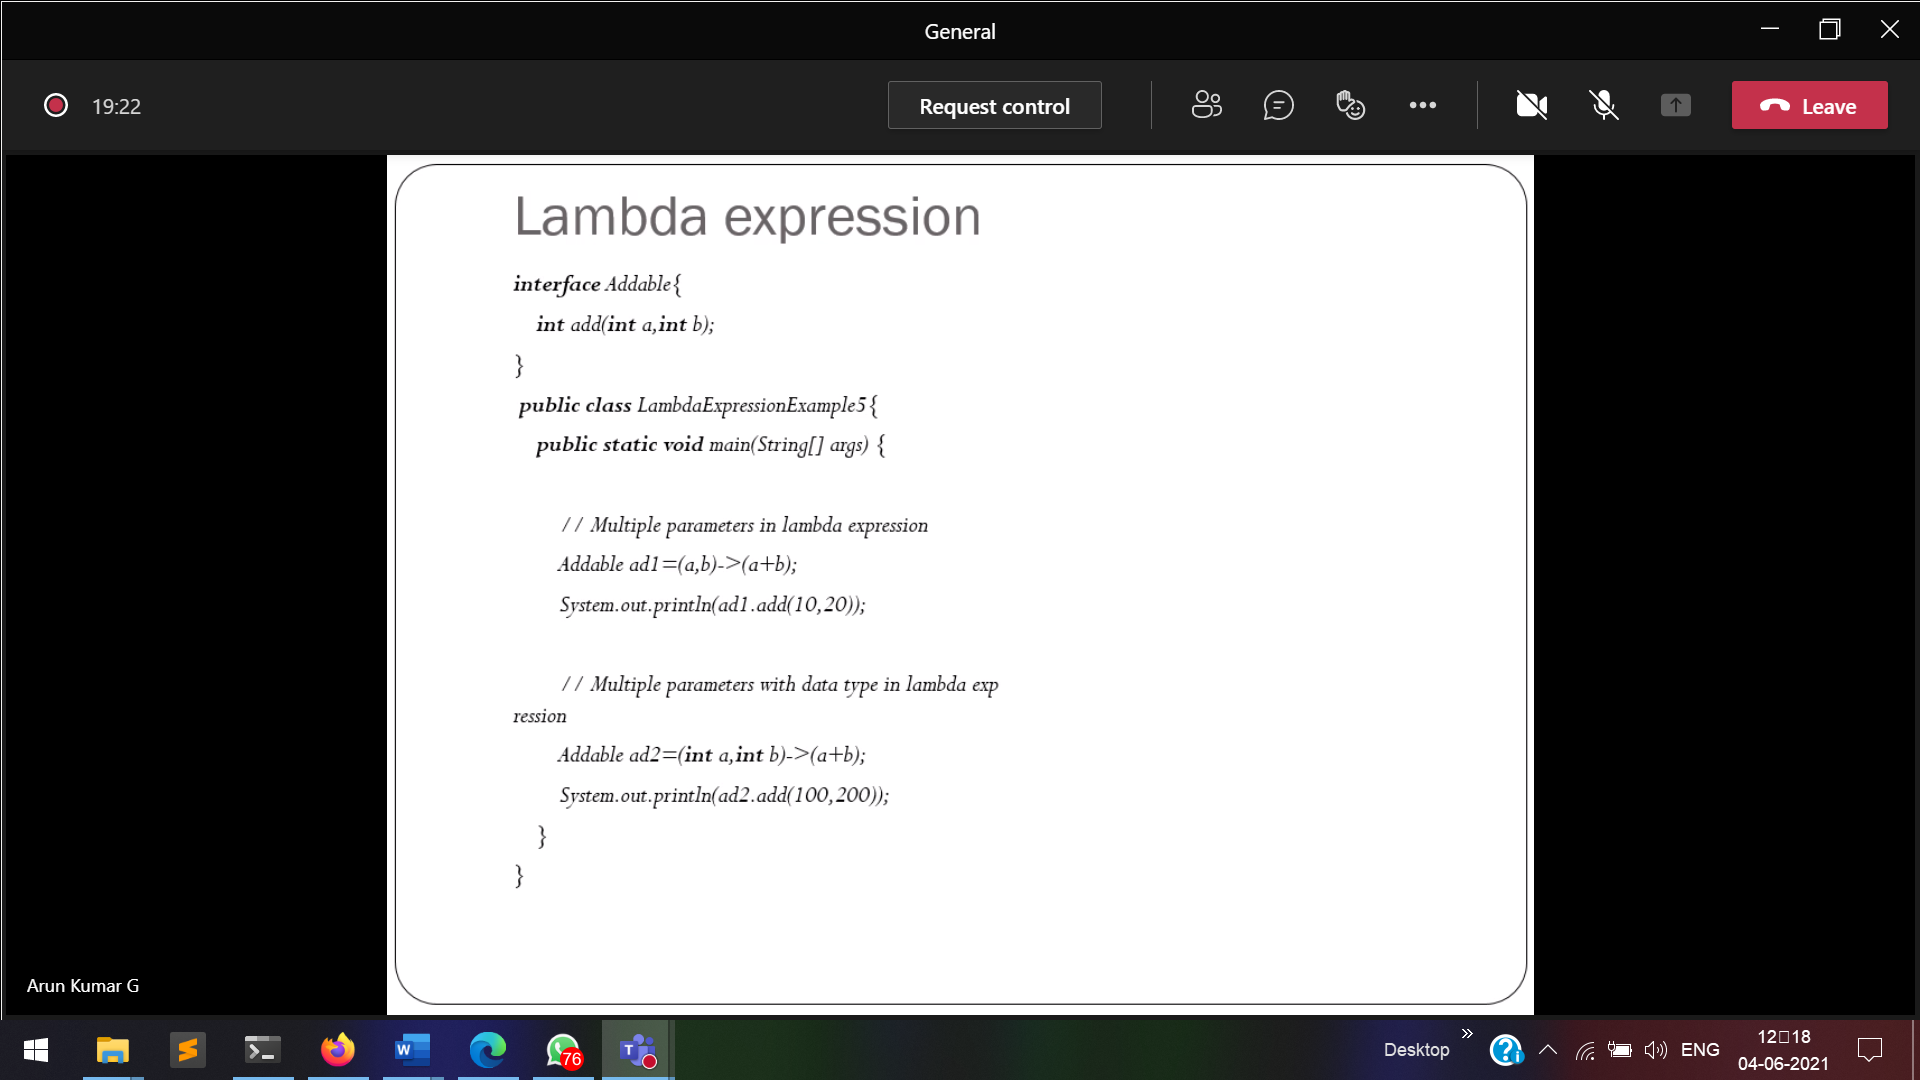 General
19:22
Request control
Leave
Lambda expression
interface Addable{
int add(int a,int b);
}
public class LambdaExpressionExample5{
public static void main(String[] args) {
// Multiple parameters in lambda expression
Addable ad1=(a,b)->(a+b);
System.out.println(ad1.add(10,20));
// Multiple parameters with data type in lambda exp
ression
Addable ad2=(int a,int b)->(a+b);
System.out.println(ad2.add(100,200));
}
}
Arun Kumar G
W
76
T
Desktop
ENG
12▯18
04-06-2021